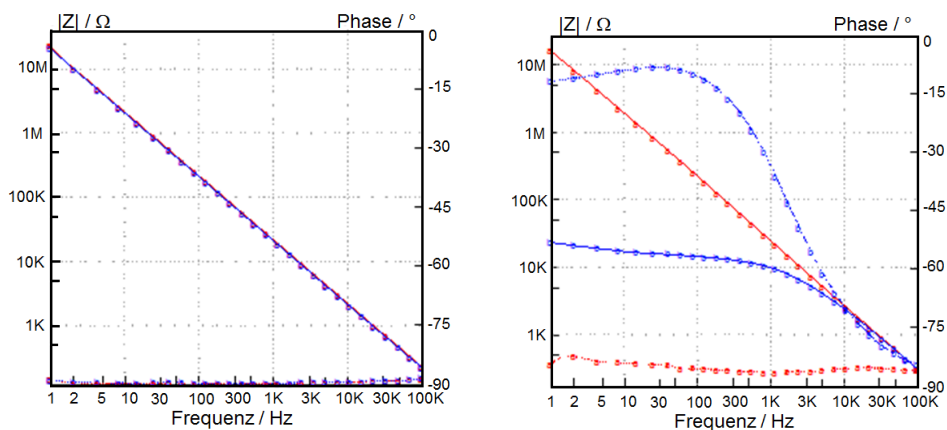 |Z| / Ω Phase / °
10M
1M
100K
10K
1K
0
-15
-30
-45
-60
-75
-90
1 2 5 10 30 100 300 1K 3K 10K 30K 100K
Frequenz / Hz
|Z| / Ω Phase / °
10M
1M
100K
10K
1K
0
-15
-30
-45
-60
-75
-90
1 2 5 10 30 100 300 1K 3K 10K 30K 100K
Frequenz / Hz